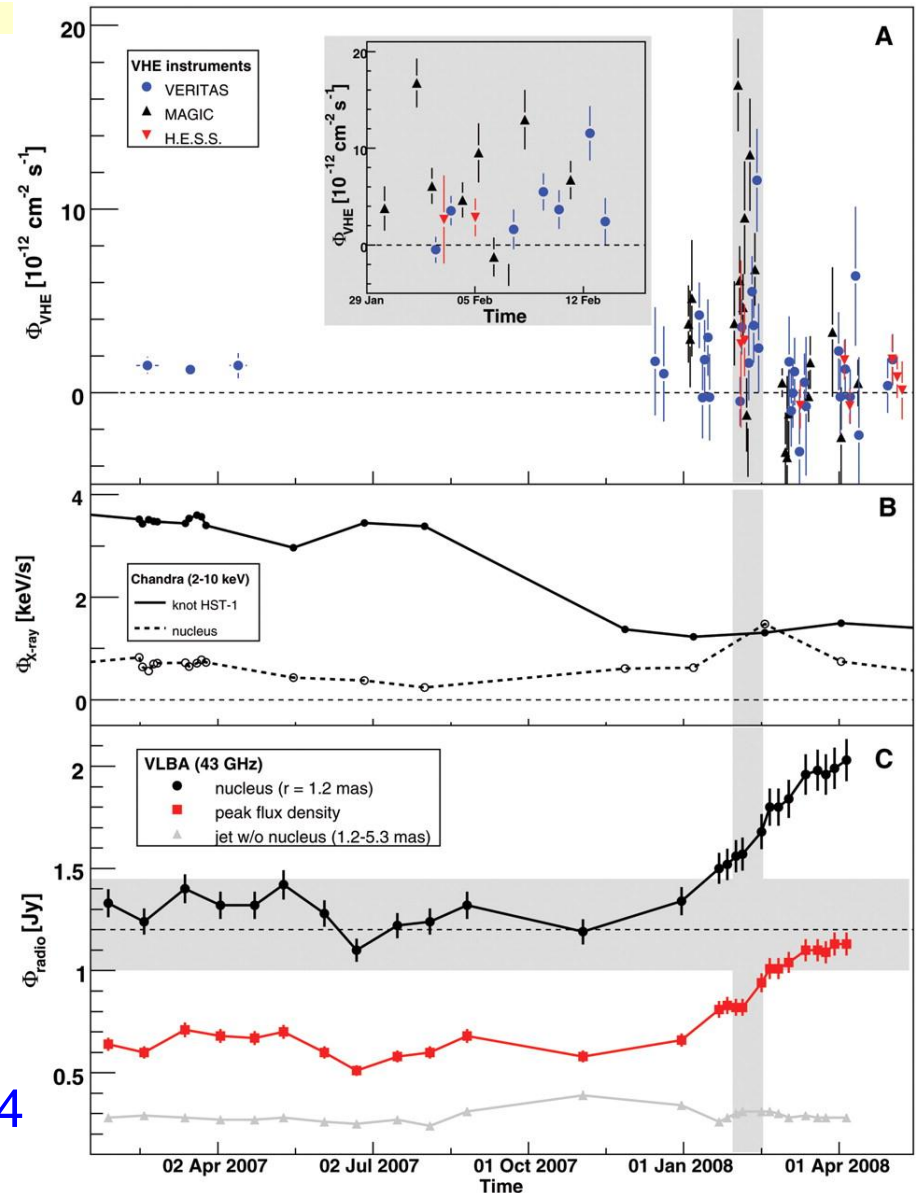 A
20
10
0
Φ_VHE [10⁻¹² cm⁻² s⁻¹]
VHE instruments
VERITAS
MAGIC
H.E.S.S.
20
10
0
Φ_VHE [10⁻¹² cm⁻² s⁻¹]
29 Jan 05 Feb 12 Feb
Time
B
4
2
0
Φ_X-ray [keV/s]
Chandra (2-10 keV)
knot HST-1
nucleus
C
2
1.5
1
0.5
Φ_radio [Jy]
VLBA (43 GHz)
nucleus (r = 1.2 mas)
peak flux density
jet w/o nucleus (1.2-5.3 mas)
4
02 Apr 2007 02 Jul 2007 01 Oct 2007 01 Jan 2008 01 Apr 2008
Time